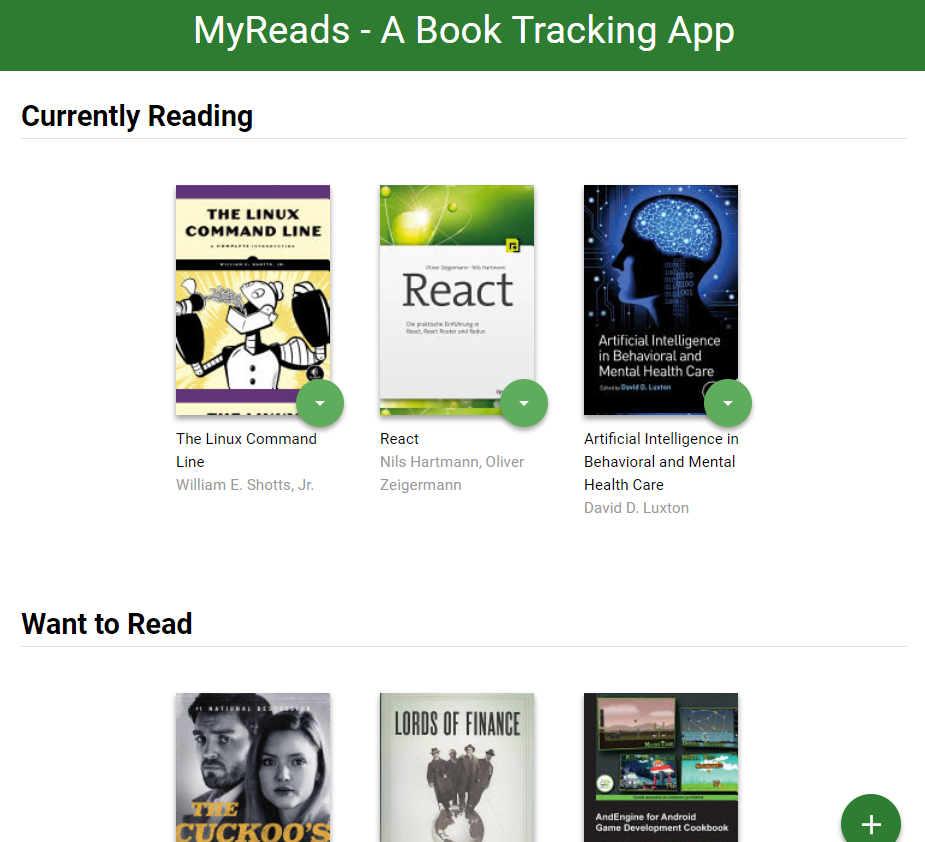 MyReads - A Book Tracking App
Currently Reading
THE LINUX
COMMAND LINE
A COMPLETE INTRODUCTION
WILLIAM E. SHOTTS, JR.
The Linux Command
Line
William E. Shotts, Jr.
Oliver Zeigermann · Nils Hartmann
React
Die praktische Einführung in
React, React Router und Redux
React
Nils Hartmann, Oliver
Zeigermann
Artificial Intelligence
in Behavioral and
Mental Health Care
Edited by David D. Luxton
Artificial Intelligence in
Behavioral and Mental
Health Care
David D. Luxton
Want to Read
#1 NATIONAL BESTSELLER
THE
CUCKOO'S
LORDS OF FINANCE
AndEngine for Android
Game Development Cookbook